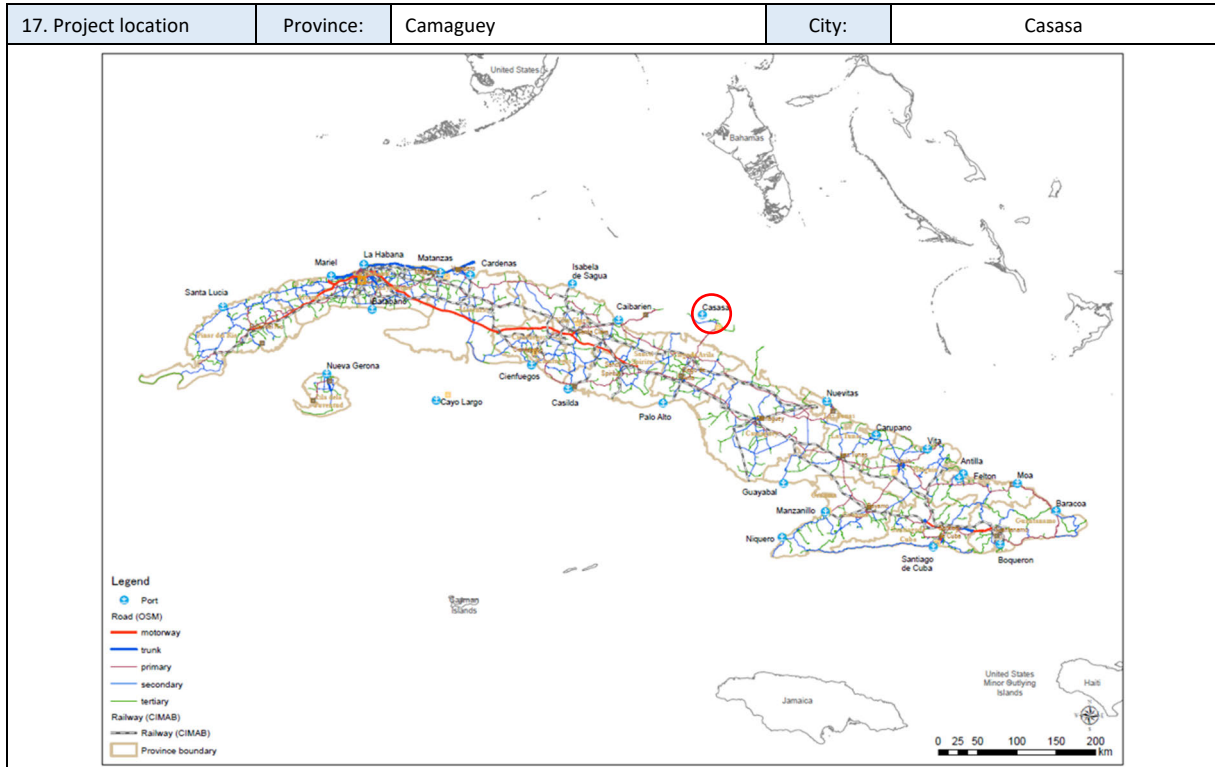 17. Project location Province: Camaguey City: Casasa
United States
Bahamas
La Habana
Mariel
Matanzas
Cardenas
Isabela
de Sagua
Santa Lucia
Caibarien
Casasa
Nueva Gerona
Cienfuegos
Cayo Largo
Casilda
Palo Alto
Nuevitas
Carupano
Vita
Antilla
Felton
Moa
Guayabal
Manzanillo
Baracoa
Niquero
Santiago
de Cuba
Boqueron
Legend
Port
Road (OSM)
motorway
trunk
primary
secondary
tertiary
Railway (CIMAB)
Railway (CIMAB)
Province boundary
Islands
Jamaica
United States
Minor Outlying
Islands
Haiti
0 25 50 100 150 200
km